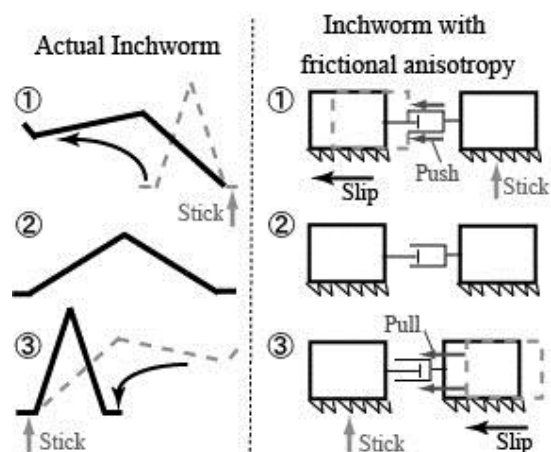 Actual Inchworm
①
Stick
②
③
Stick
Inchworm with
frictional anisotropy
①
Push
Slip
Stick
②
③
Pull
Stick
Slip